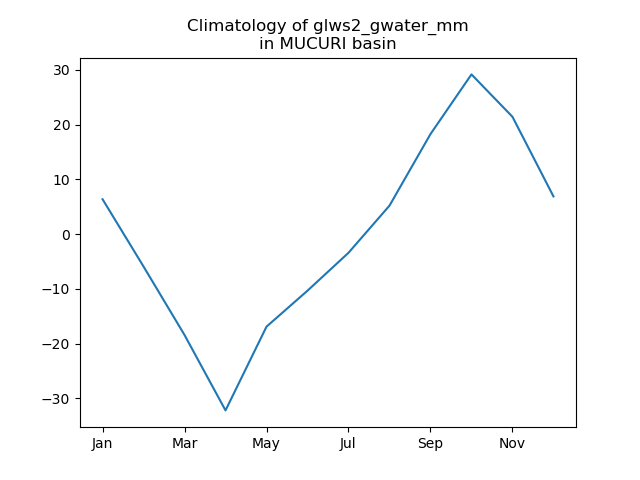 Climatology of glws2_gwater_mm
in MUCURI basin
30
20
10
0
−10
−20
−30
Jan
Mar
May
Jul
Sep
Nov